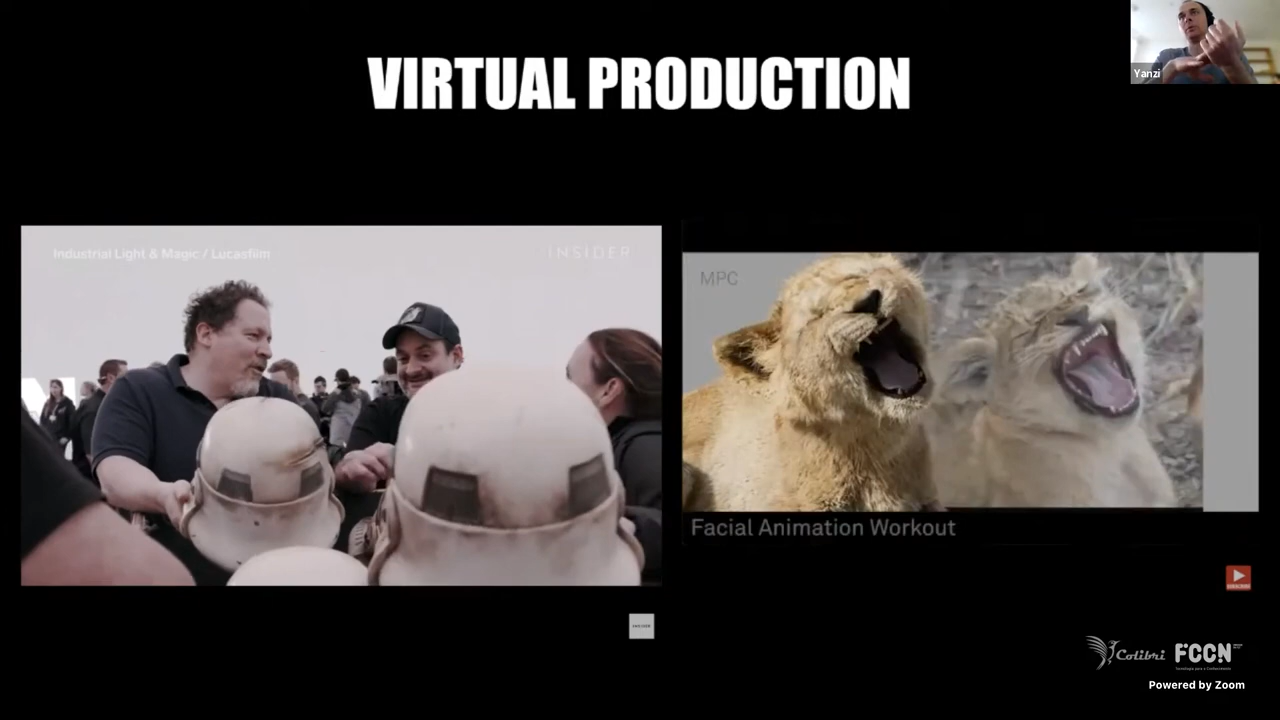 VIRTUAL PRODUCTION
Yanzi
Industrial Light & Magic / Lucasfilm
INSIDER
MPC
Facial Animation Workout
Colibri
FCCN
Powered by Zoom